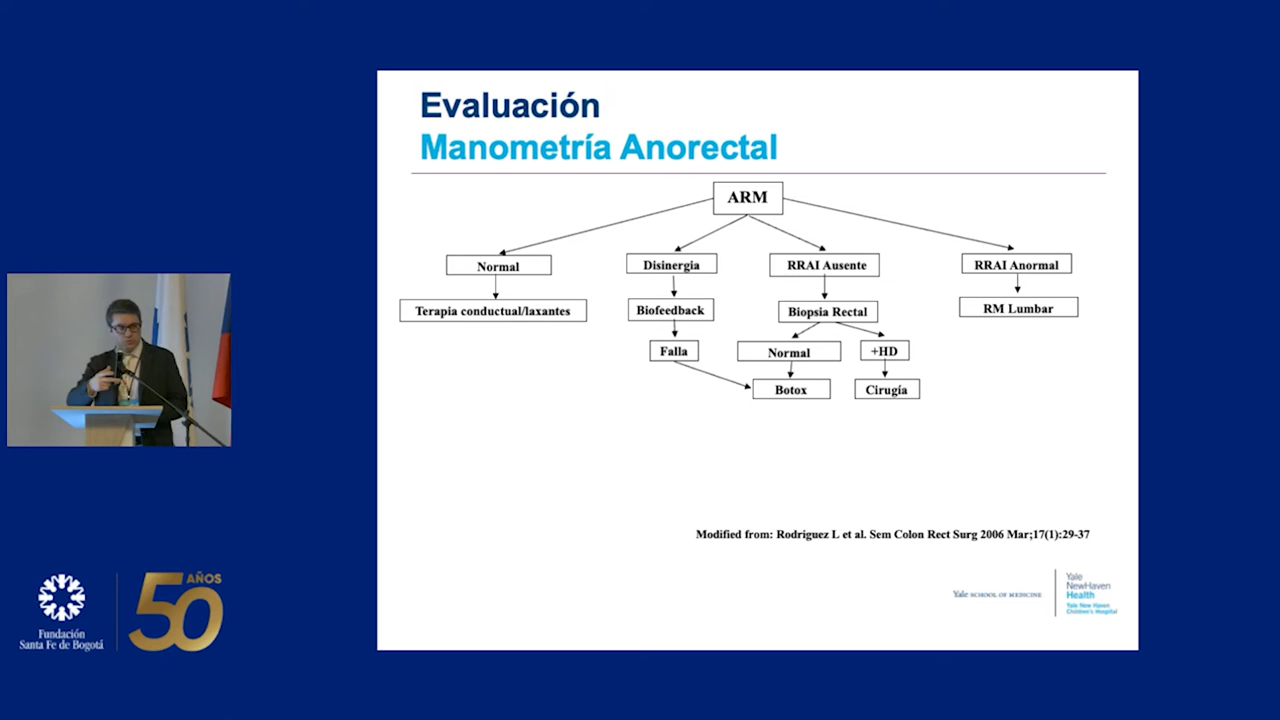 Evaluación
Manometría Anorectal
ARM
Normal
Disinergia
RRAI Ausente
RRAI Anormal
Terapia conductual/laxantes
Biofeedback
Biopsia Rectal
RM Lumbar
Falla
Normal
+HD
Botox
Cirugía
Modified from: Rodriguez L et al. Sem Colon Rect Surg 2006 Mar;17(1):29-37
Yale SCHOOL OF MEDICINE
Yale
NewHaven
Health
Yale New Haven
Children's Hospital
Fundación
Santa Fe de Bogotá
50 AÑOS